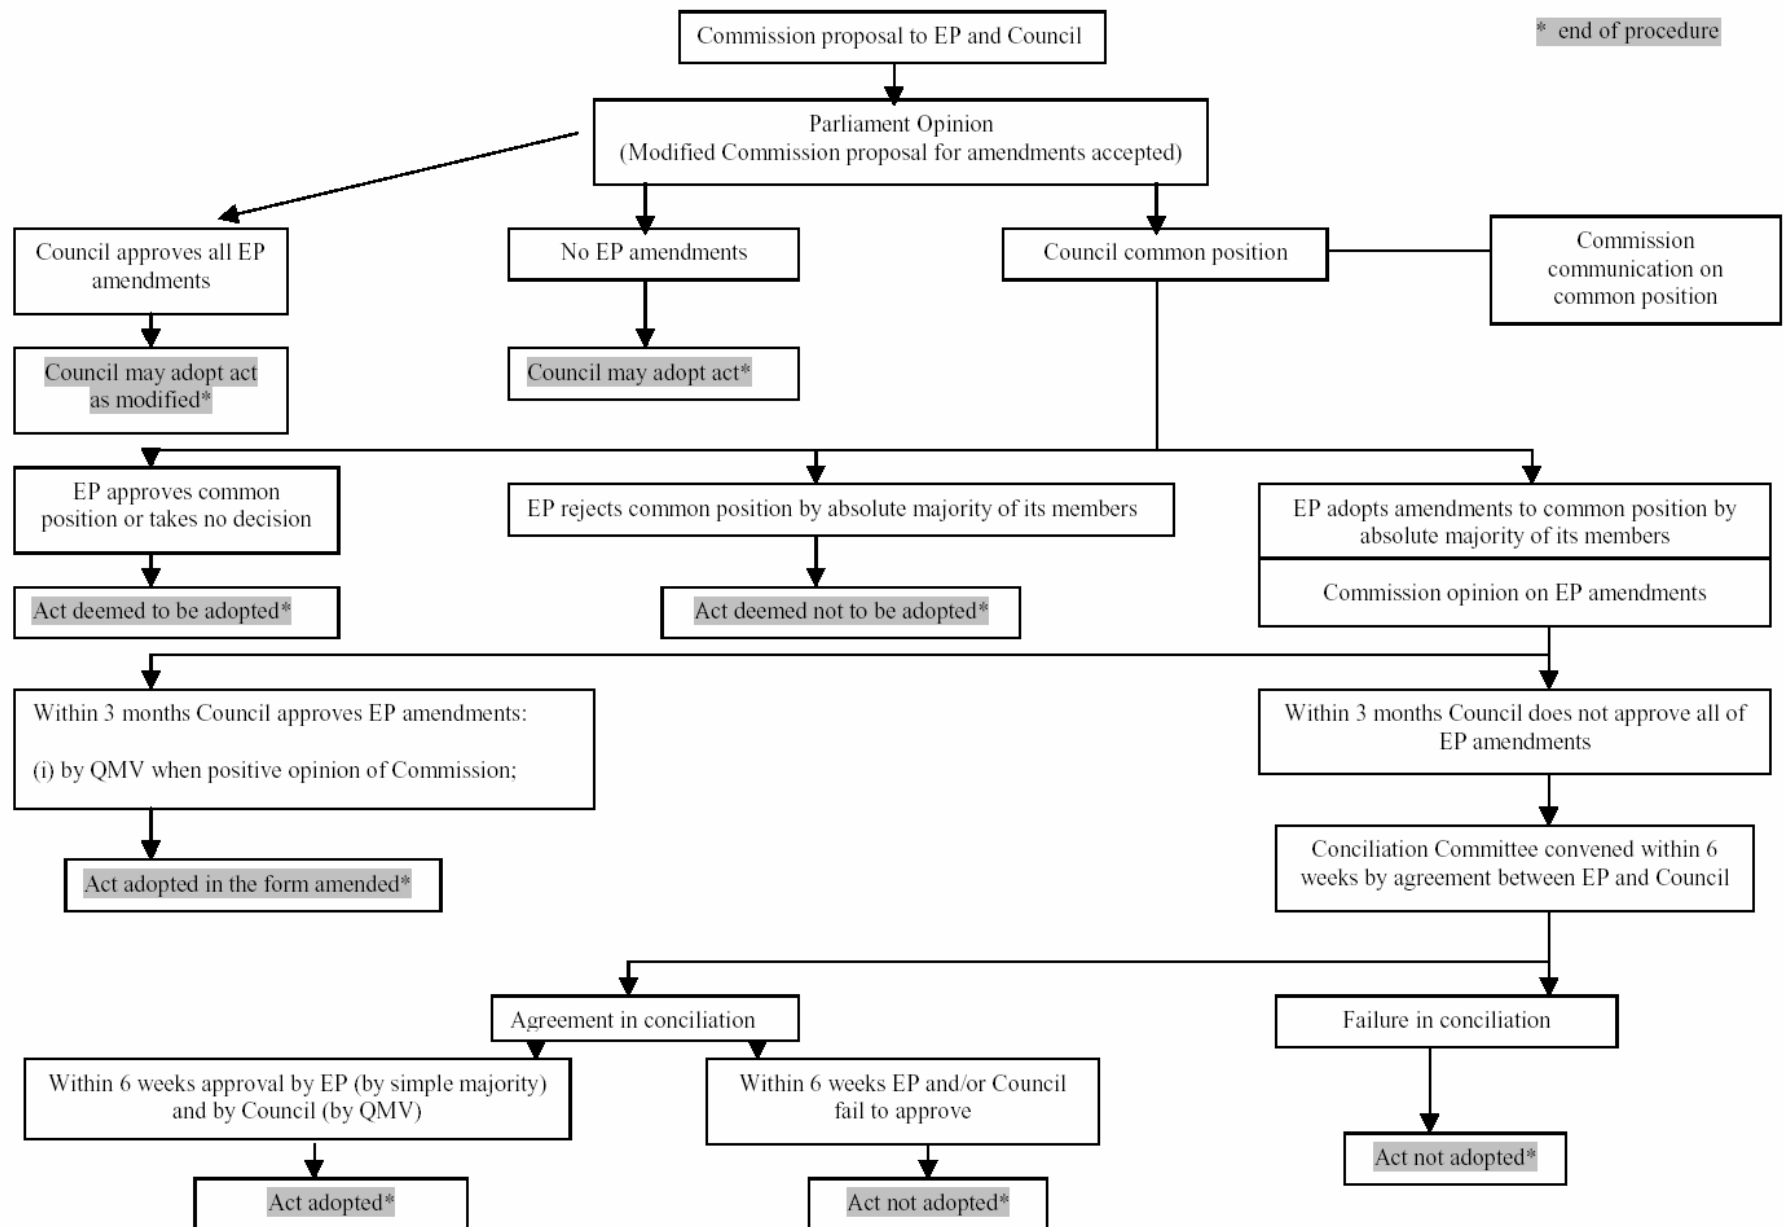 Commission proposal to EP and Council
* end of procedure
Parliament Opinion
(Modified Commission proposal for amendments accepted)
Council approves all EP
amendments
No EP amendments
Council common position
Commission
communication on
common position
Council may adopt act
as modified*
Council may adopt act*
EP approves common
position or takes no decision
EP rejects common position by absolute majority of its members
EP adopts amendments to common position by
absolute majority of its members
Commission opinion on EP amendments
Act deemed to be adopted*
Act deemed not to be adopted*
Within 3 months Council approves EP amendments:
(i) by QMV when positive opinion of Commission;
Within 3 months Council does not approve all of
EP amendments
Act adopted in the form amended*
Conciliation Committee convened within 6
weeks by agreement between EP and Council
Agreement in conciliation
Failure in conciliation
Within 6 weeks approval by EP (by simple majority)
and by Council (by QMV)
Within 6 weeks EP and/or Council
fail to approve
Act not adopted*
Act adopted*
Act not adopted*